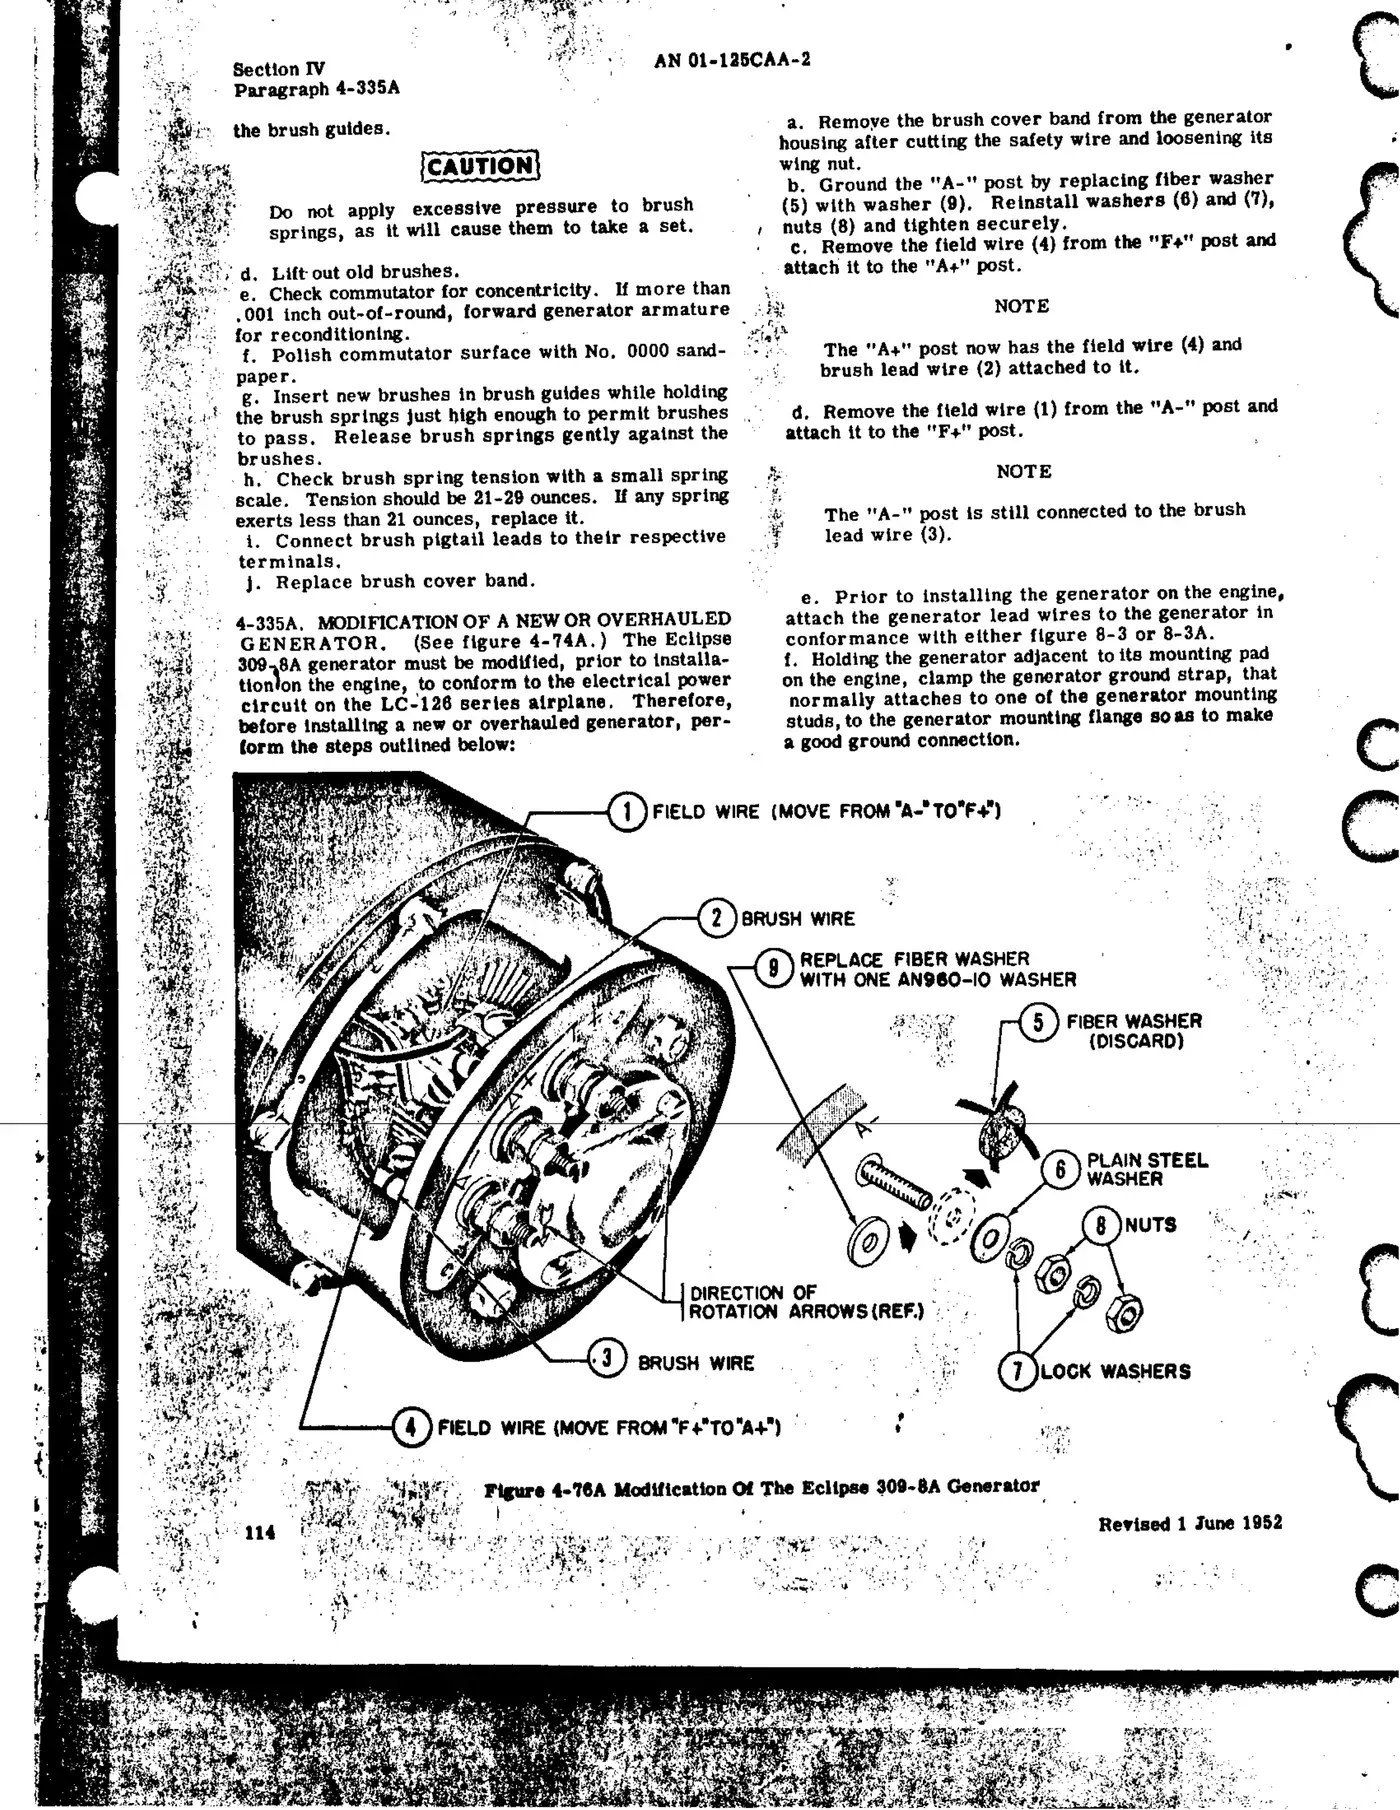 Section IV
Paragraph 4-335A
AN 01-125CAA-2
the brush guides.
CAUTION
Do not apply excessive pressure to brush
springs, as it will cause them to take a set.
d. Lift out old brushes.
e. Check commutator for concentricity. If more than
.001 inch out-of-round, forward generator armature
for reconditioning.
f. Polish commutator surface with No. 0000 sand-
paper.
g. Insert new brushes in brush guides while holding
the brush springs just high enough to permit brushes
to pass. Release brush springs gently against the
brushes.
h. Check brush spring tension with a small spring
scale. Tension should be 21-29 ounces. If any spring
exerts less than 21 ounces, replace it.
i. Connect brush pigtail leads to their respective
terminals.
j. Replace brush cover band.
4-335A. MODIFICATION OF A NEW OR OVERHAULED
GENERATOR. (See figure 4-74A.) The Eclipse
309-8A generator must be modified, prior to installa-
tion on the engine, to conform to the electrical power
circuit on the LC-126 series airplane. Therefore,
before installing a new or overhauled generator, per-
form the steps outlined below:
a. Remove the brush cover band from the generator
housing after cutting the safety wire and loosening its
wing nut.
b. Ground the "A-" post by replacing fiber washer
(5) with washer (9). Reinstall washers (6) and (7),
nuts (8) and tighten securely.
c. Remove the field wire (4) from the "F+" post and
attach it to the "A+" post.
NOTE
The "A+" post now has the field wire (4) and
brush lead wire (2) attached to it.
d. Remove the field wire (1) from the "A-" post and
attach it to the "F+" post.
NOTE
The "A-" post is still connected to the brush
lead wire (3).
e. Prior to installing the generator on the engine,
attach the generator lead wires to the generator in
conformance with either figure 8-3 or 8-3A.
f. Holding the generator adjacent to its mounting pad
on the engine, clamp the generator ground strap, that
normally attaches to one of the generator mounting
studs, to the generator mounting flange so as to make
a good ground connection.
1 FIELD WIRE (MOVE FROM "A-" TO "F+")
2 BRUSH WIRE
9 REPLACE FIBER WASHER
WITH ONE AN960-10 WASHER
5 FIBER WASHER
(DISCARD)
A+
A-
A-
6 PLAIN STEEL
WASHER
8 NUTS
DIRECTION OF
ROTATION ARROWS (REF.)
3 BRUSH WIRE
7 LOCK WASHERS
4 FIELD WIRE (MOVE FROM "F+" TO "A+")
Figure 4-76A Modification Of The Eclipse 309-8A Generator
114
Revised 1 June 1952